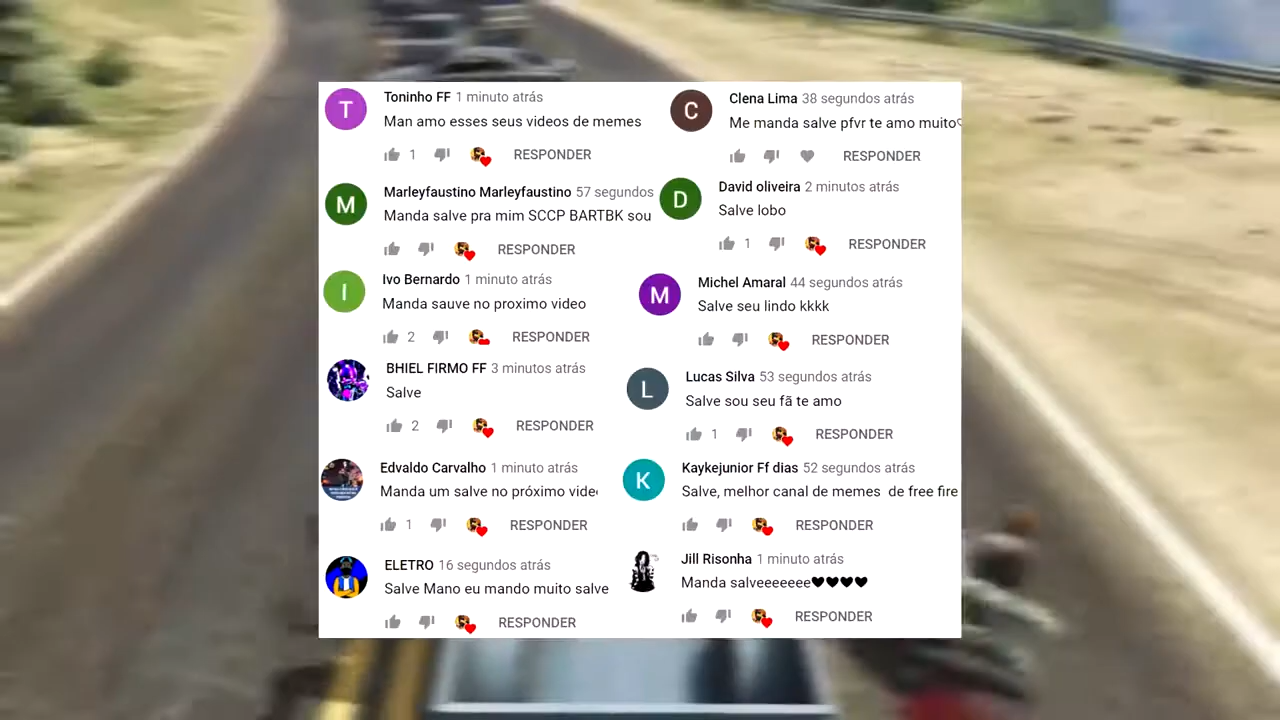 T
Toninho FF 1 minuto atrás
Man amo esses seus videos de memes
1 RESPONDER
M
Marleyfaustino Marleyfaustino 57 segundos
Manda salve pra mim SCCP BARTBK sou
RESPONDER
I
Ivo Bernardo 1 minuto atrás
Manda sauve no proximo video
2 RESPONDER
BHIEL FIRMO FF 3 minutos atrás
Salve
2 RESPONDER
Edvaldo Carvalho 1 minuto atrás
Manda um salve no próximo vide
1 RESPONDER
ELETRO 16 segundos atrás
Salve Mano eu mando muito salve
RESPONDER
C
Clena Lima 38 segundos atrás
Me manda salve pfvr te amo muito♡
RESPONDER
D
David oliveira 2 minutos atrás
Salve lobo
1 RESPONDER
M
Michel Amaral 44 segundos atrás
Salve seu lindo kkkk
RESPONDER
L
Lucas Silva 53 segundos atrás
Salve sou seu fã te amo
1 RESPONDER
K
Kaykejunior Ff dias 52 segundos atrás
Salve, melhor canal de memes de free fire
RESPONDER
Jill Risonha 1 minuto atrás
Manda salveeeeeee♥♥♥♥
RESPONDER